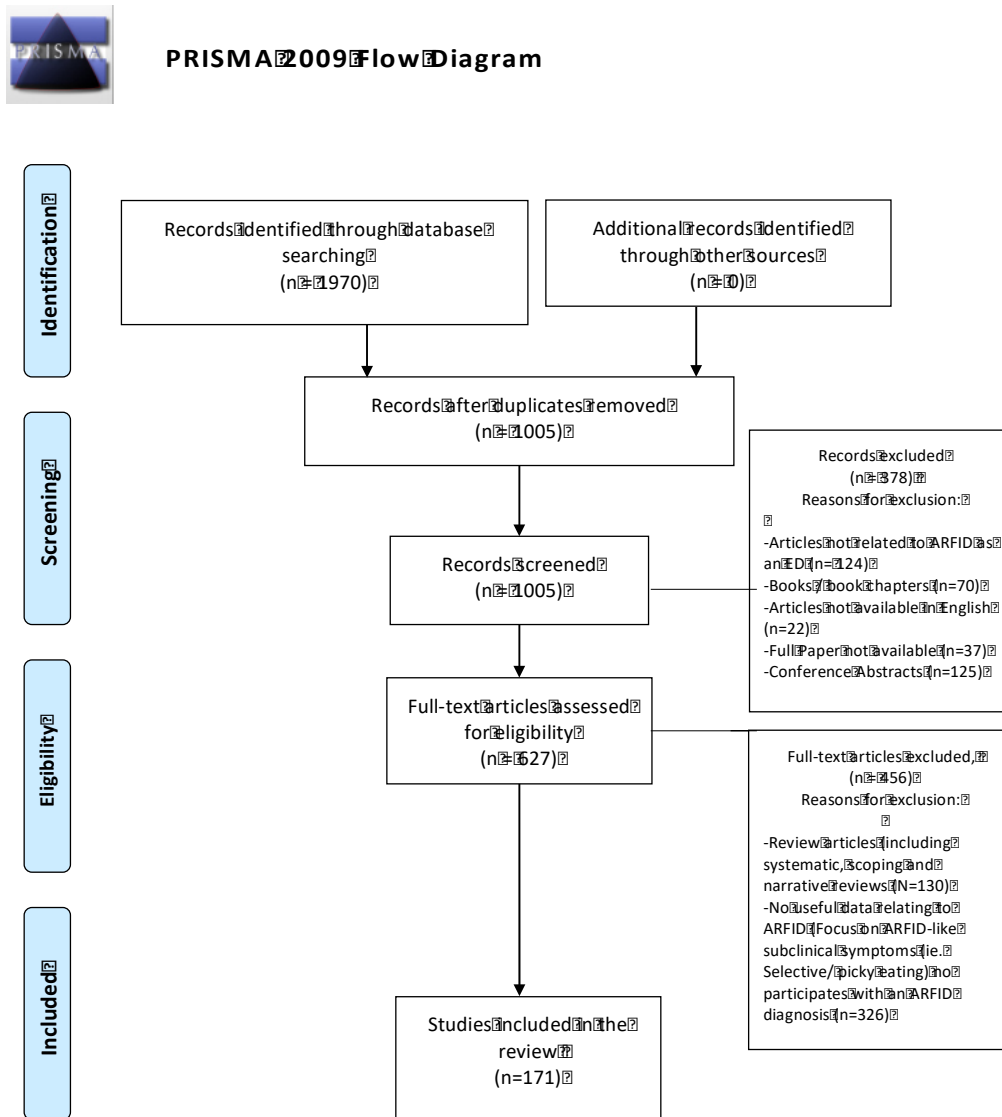 PRISMA
PRISMA 2009 Flow Diagram
Identification
Records identified through database
searching
(n = 1970)
Additional records identified
through other sources
(n = 0)
Screening
Records after duplicates removed
(n = 1005)
Records screened
(n = 1005)
Records excluded
(n = 378)
Reasons for exclusion:
-Articles not related to ARFID as
an ED (n= 124)
-Books / book chapters (n=70)
-Articles not available in English
(n=22)
-Full Paper not available (n=37)
-Conference Abstracts (n=125)
Eligibility
Full-text articles assessed
for eligibility
(n = 627)
Full-text articles excluded,
(n = 456)
Reasons for exclusion:
-Review articles (including
systematic, scoping and
narrative reviews (N=130)
-No useful data relating to
ARFID (Focus on ARFID-like
subclinical symptoms (ie.
Selective/ picky eating) no
participates with an ARFID
diagnosis (n=326)
Included
Studies included in the
review
(n=171)